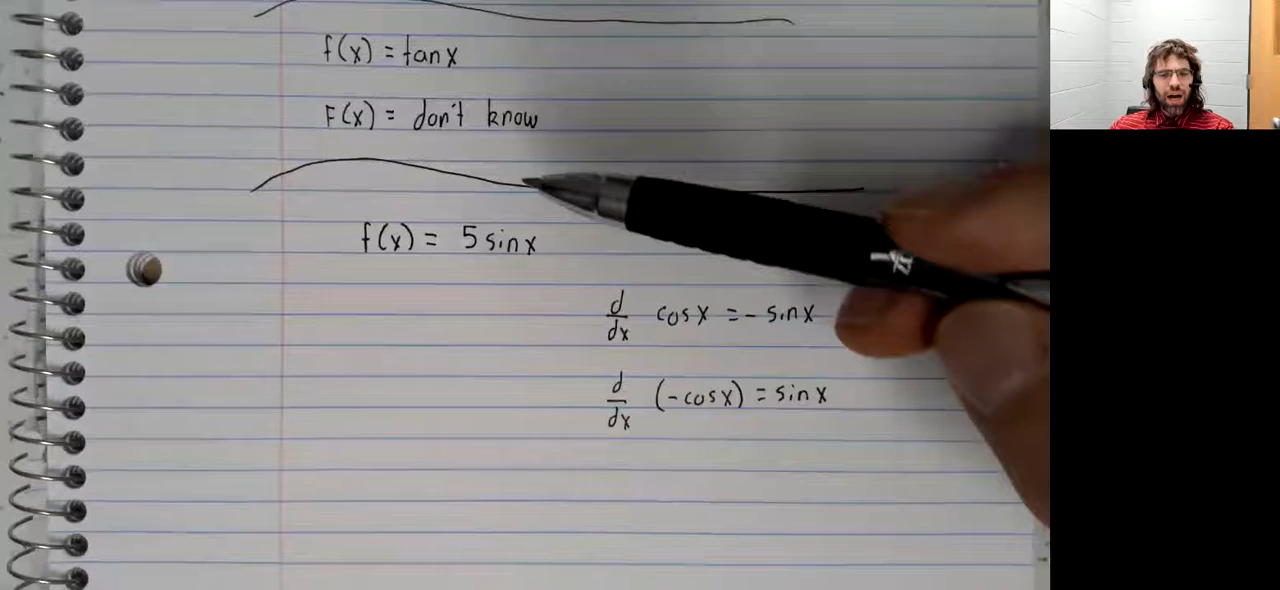 f(x) = tan x
F(x) = don't know
f(x) = 5 sin x
d/dx cos x = - sin x
d/dx (- cos x) = sin x